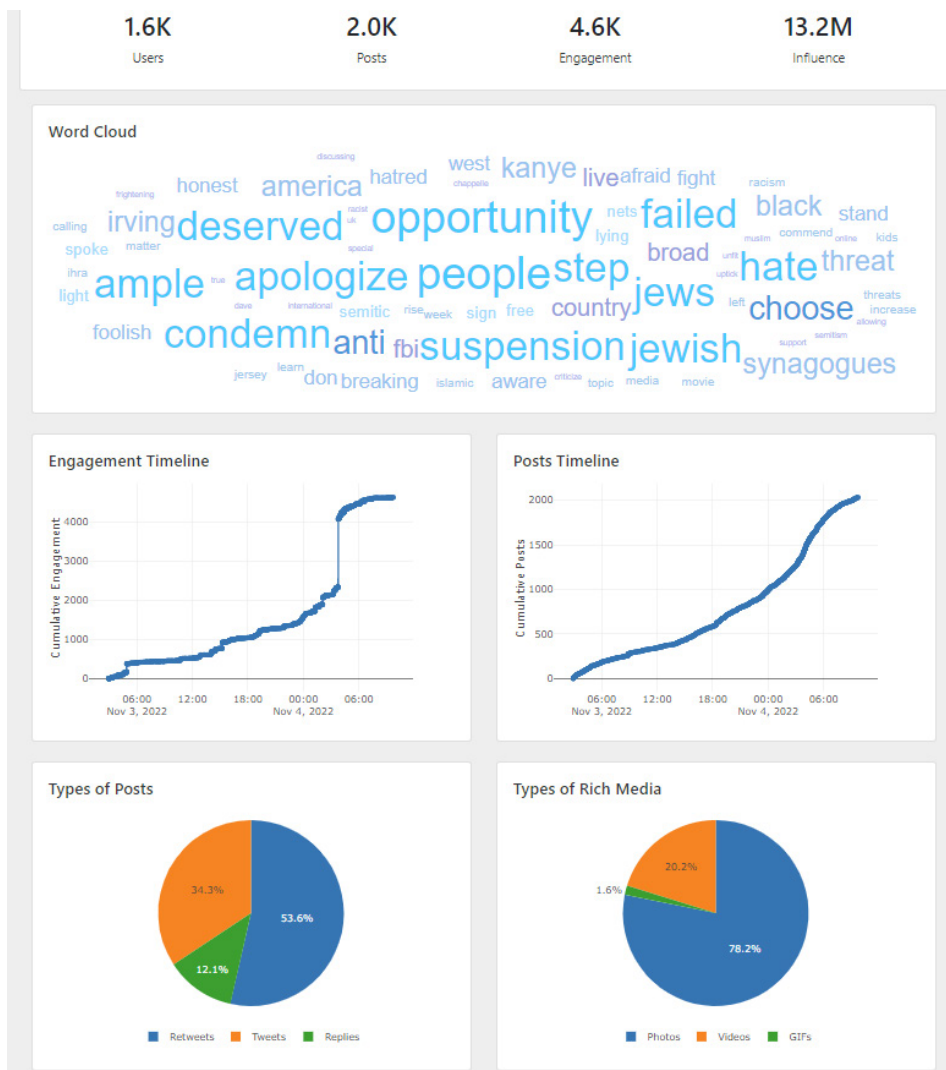 1.6K 2.0K 4.6K 13.2M
Users Posts Engagement Influence
Word Cloud
discussing
west kanye
honest america hatred chappelle live afraid fight racism
frightening
calling irving deserved racist uk opportunity nets failed black stand
spoke matter special lying broad muslim commend online kids
ihra ample true apologize people step unfit uptick hate threat
light dave international semitic rise week sign free country jews left choose threats increase
foolish condemn anti fbi suspension jewish support semitism allowing synagogues
jersey learn don breaking islamic aware criticize topic media movie
Engagement Timeline Posts Timeline
Cumulative Engagement
4000
3000
2000
1000
0
06:00 12:00 18:00 00:00 06:00
Nov 3, 2022 Nov 4, 2022
Cumulative Posts
2000
1500
1000
500
0
06:00 12:00 18:00 00:00 06:00
Nov 3, 2022 Nov 4, 2022
Types of Posts Types of Rich Media
34.3%
53.6%
12.1%
Retweets Tweets Replies
20.2%
1.6%
78.2%
Photos Videos GIFs